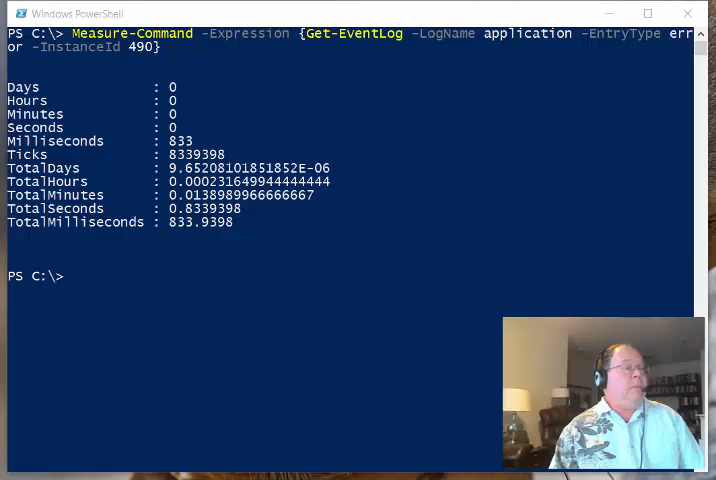 Windows PowerShell
PS C:\> Measure-Command -Expression {Get-EventLog -LogName application -EntryType err
or -InstanceId 490}
Days : 0
Hours : 0
Minutes : 0
Seconds : 0
Milliseconds : 833
Ticks : 8339398
TotalDays : 9.65208101851852E-06
TotalHours : 0.000231649944444444
TotalMinutes : 0.0138989966666667
TotalSeconds : 0.8339398
TotalMilliseconds : 833.9398
PS C:\>